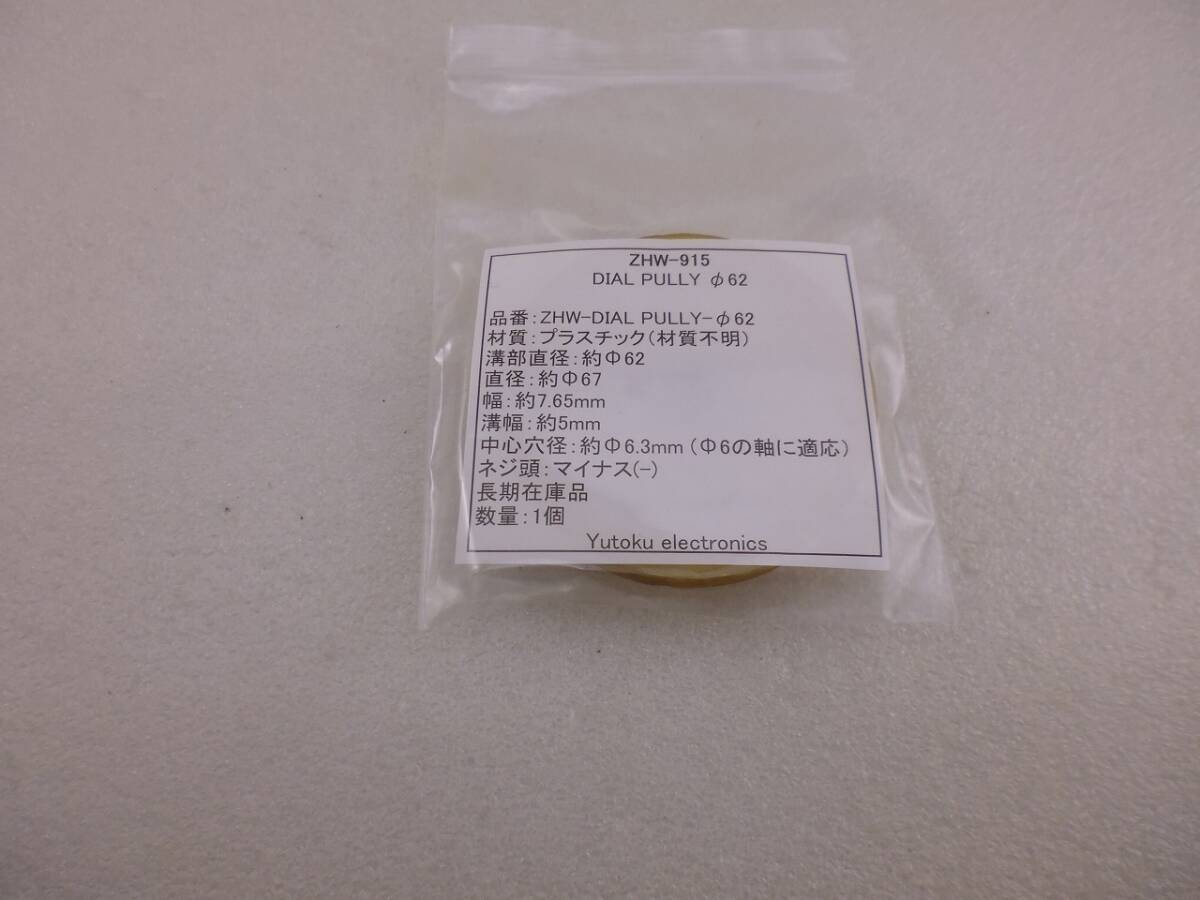 ZHW-915
DIAL PULLY φ62
品番：ZHW-DIAL PULLY-φ62
材質：プラスチック（材質不明）
溝部直径：約Φ62
直径：約Φ67
幅：約7.65mm
溝幅：約5mm
中心穴径：約Φ6.3mm（Φ6の軸に適応）
ネジ頭：マイナス(-)
長期在庫品
数量：1個
Yutoku electronics